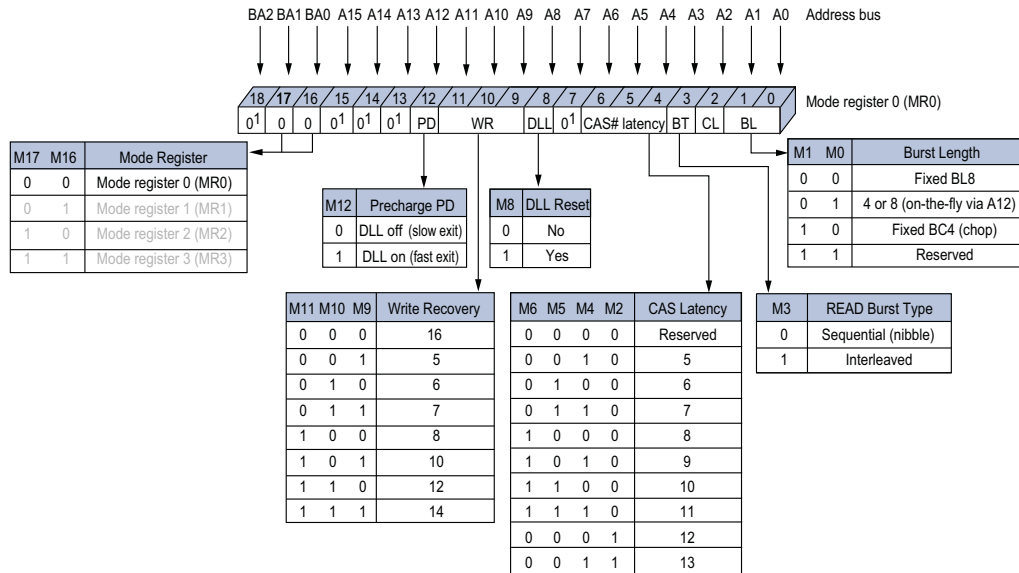 BA2 BA1 BA0 A15 A14 A13 A12 A11 A10 A9 A8 A7 A6 A5 A4 A3 A2 A1 A0 Address bus
18 17 16 15 14 13 12 11 10 9 8 7 6 5 4 3 2 1 0 Mode register 0 (MR0)
0¹ 0 0 0¹ 0¹ 0¹ PD WR DLL 0¹ CAS# latency BT CL BL
M17 M16 Mode Register
0 0 Mode register 0 (MR0)
0 1 Mode register 1 (MR1)
1 0 Mode register 2 (MR2)
1 1 Mode register 3 (MR3)
M12 Precharge PD
0 DLL off (slow exit)
1 DLL on (fast exit)
M8 DLL Reset
0 No
1 Yes
M1 M0 Burst Length
0 0 Fixed BL8
0 1 4 or 8 (on-the-fly via A12)
1 0 Fixed BC4 (chop)
1 1 Reserved
M11 M10 M9 Write Recovery
0 0 0 16
0 0 1 5
0 1 0 6
0 1 1 7
1 0 0 8
1 0 1 10
1 1 0 12
1 1 1 14
M6 M5 M4 M2 CAS Latency
0 0 0 0 Reserved
0 0 1 0 5
0 1 0 0 6
0 1 1 0 7
1 0 0 0 8
1 0 1 0 9
1 1 0 0 10
1 1 1 0 11
0 0 0 1 12
0 0 1 1 13
M3 READ Burst Type
0 Sequential (nibble)
1 Interleaved